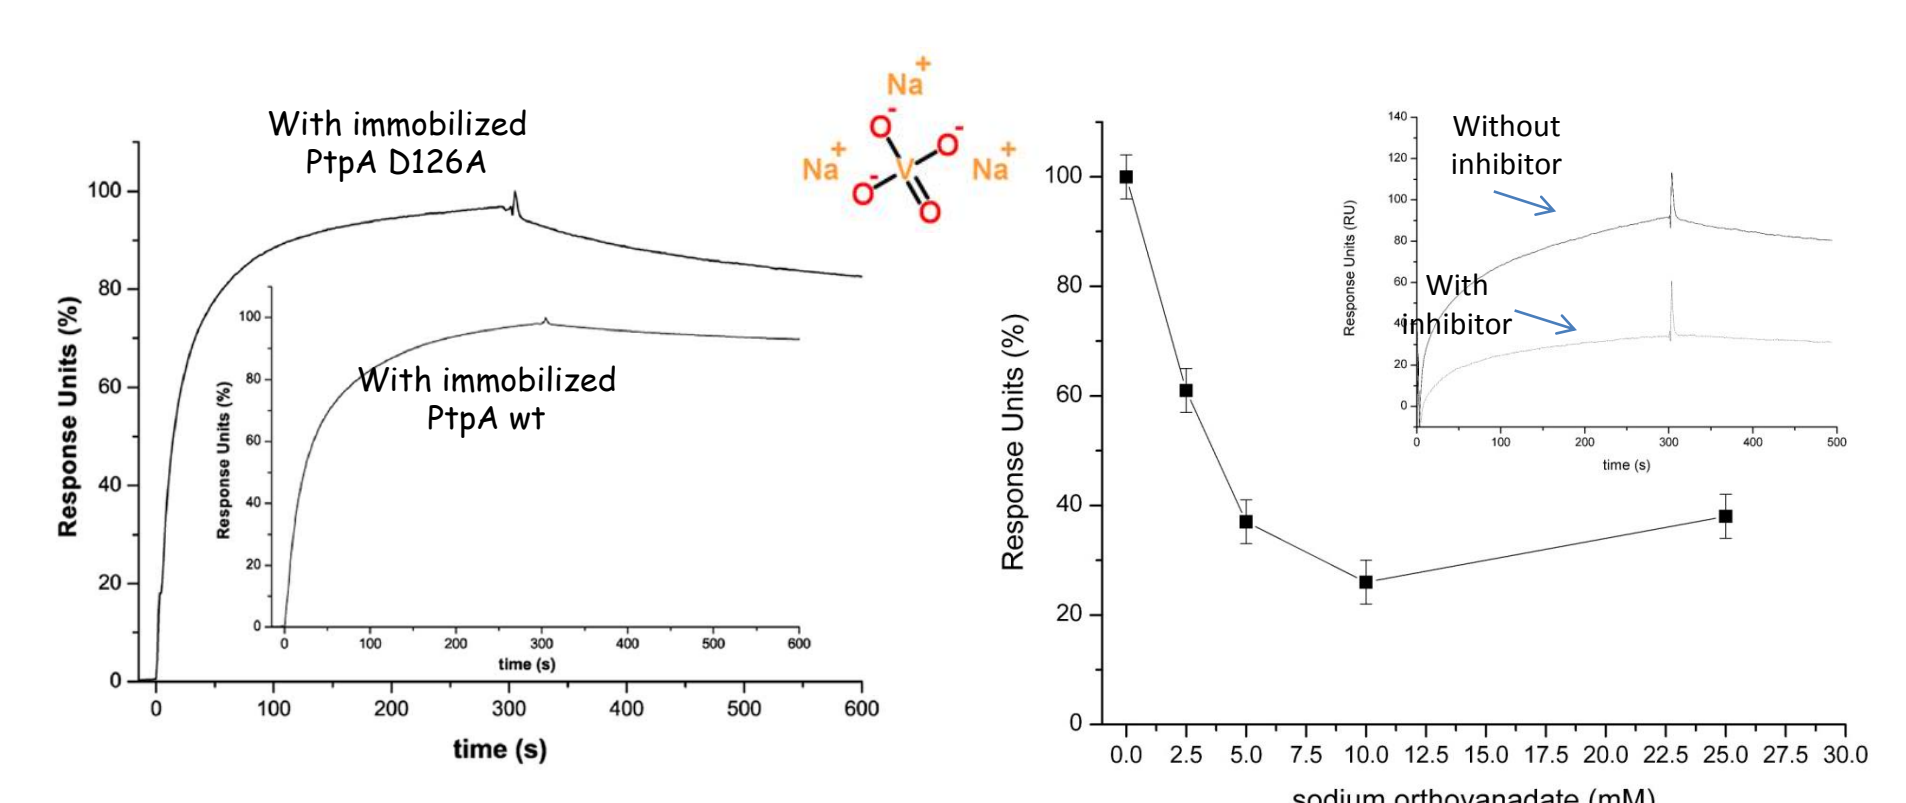 With immobilized
PtpA D126A
Response Units (%)
100
80
60
40
20
0
0 100 200 300 400 500 600
time (s)
With immobilized
PtpA wt
Response Units (%)
100
80
60
40
20
0
0 100 200 300 400 500 600
time (s)
Na+
O-
O-
Na+
V
Na+
O-
O
Response Units (%)
100
80
60
40
20
0
0.0 2.5 5.0 7.5 10.0 12.5 15.0 17.5 20.0 22.5 25.0 27.5 30.0
sodium orthovanadate (mM)
Without
inhibitor
With
inhibitor
Response Units (RU)
140
120
100
80
60
40
20
0
0 100 200 300 400 500
time (s)